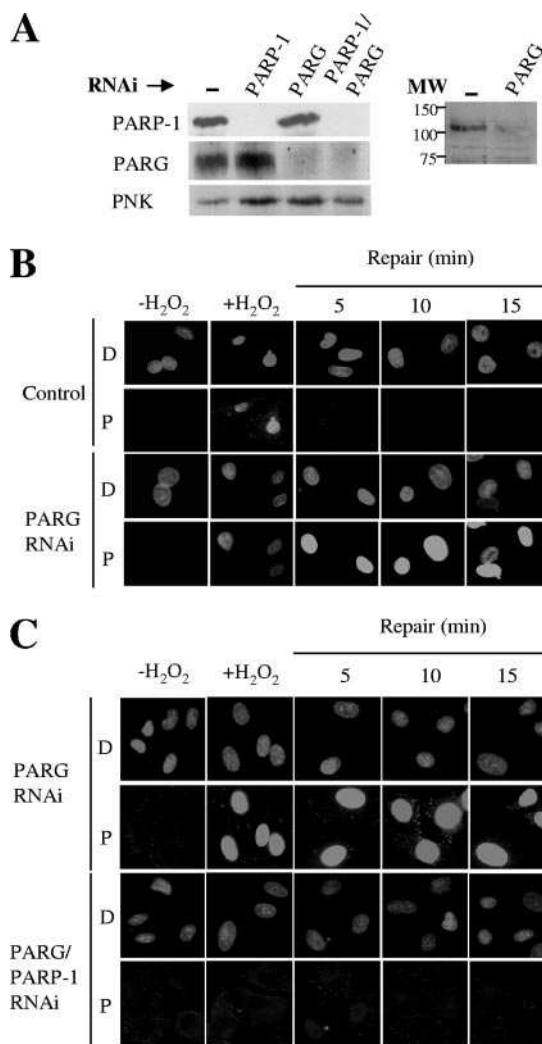 A
RNAi → – PARP-1 PARG PARP-1/ PARG
PARP-1
PARG
PNK
MW – PARG
150
100
75
B
Repair (min)
-H₂O₂ +H₂O₂ 5 10 15
Control
D
P
PARG RNAi
D
P
C
Repair (min)
-H₂O₂ +H₂O₂ 5 10 15
PARG RNAi
D
P
PARG/ PARP-1 RNAi
D
P